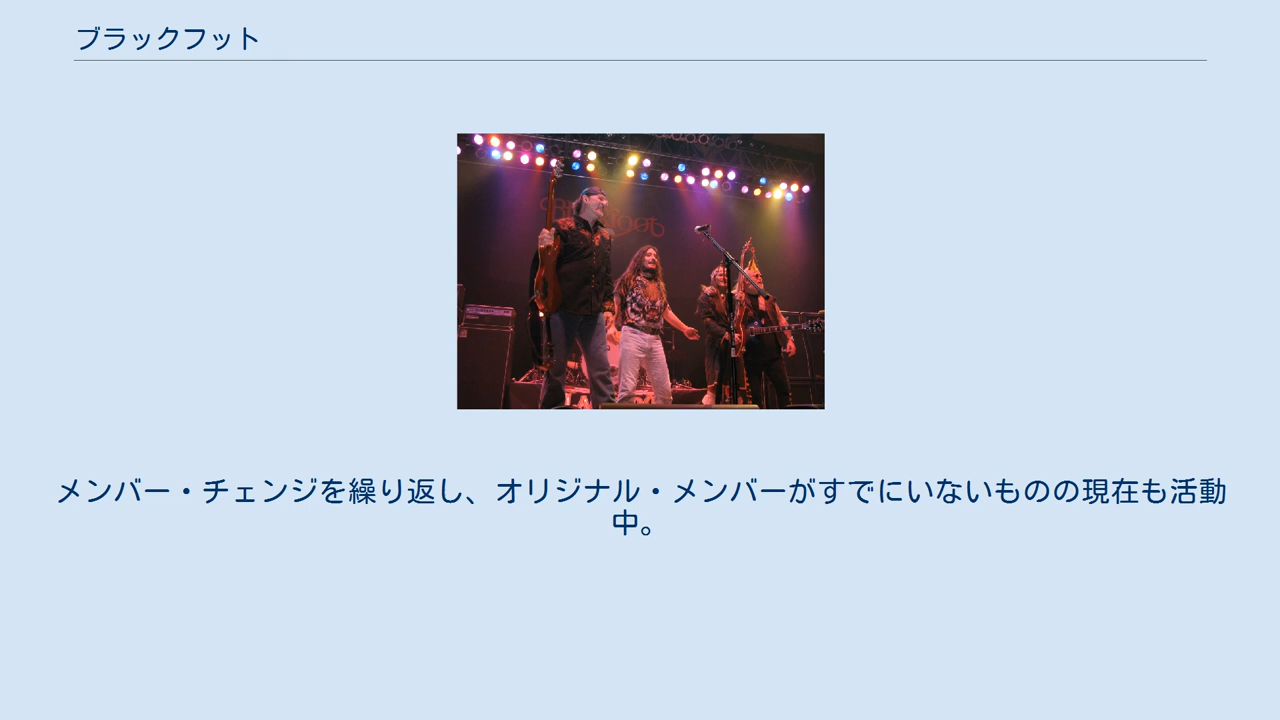 ブラックフット
メンバー・チェンジを繰り返し、オリジナル・メンバーがすでにいないものの現在も活動
中。